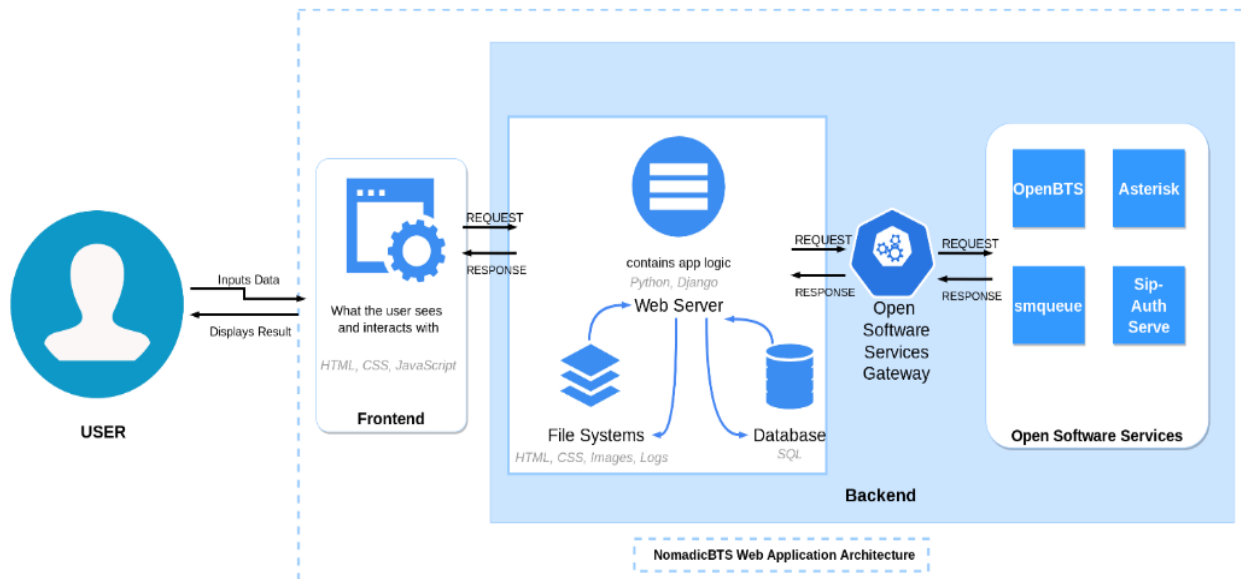 Inputs Data
Displays Result
USER
What the user sees
and interacts with
HTML, CSS, JavaScript
Frontend
REQUEST
RESPONSE
contains app logic
Python, Django
Web Server
File Systems
HTML, CSS, Images, Logs
Database
SQL
REQUEST
RESPONSE
Open
Software
Services
Gateway
REQUEST
RESPONSE
OpenBTS
Asterisk
smqueue
Sip-
Auth
Serve
Open Software Services
Backend
NomadicBTS Web Application Architecture